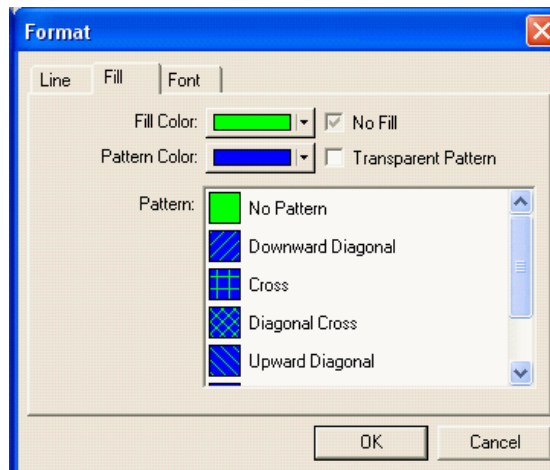 Format
Line Fill Font
Fill Color: No Fill
Pattern Color: Transparent Pattern
Pattern: No Pattern
Downward Diagonal
Cross
Diagonal Cross
Upward Diagonal
OK Cancel